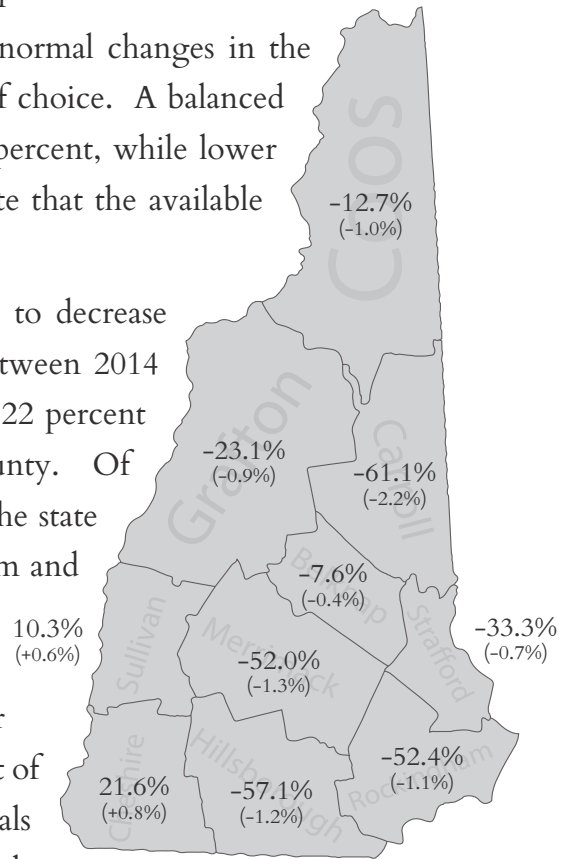 normal changes in the
f choice. A balanced
percent, while lower
te that the available
to decrease
tween 2014
22 percent
unty. Of
he state
m and
r
t of
als
Coos
-12.7%
(-1.0%)
Grafton
-23.1%
(-0.9%)
Carroll
-61.1%
(-2.2%)
Belknap
-7.6%
(-0.4%)
Sullivan
10.3%
(+0.6%)
Merrimack
-52.0%
(-1.3%)
Strafford
-33.3%
(-0.7%)
Cheshire
21.6%
(+0.8%)
Hillsborough
-57.1%
(-1.2%)
Rockingham
-52.4%
(-1.1%)